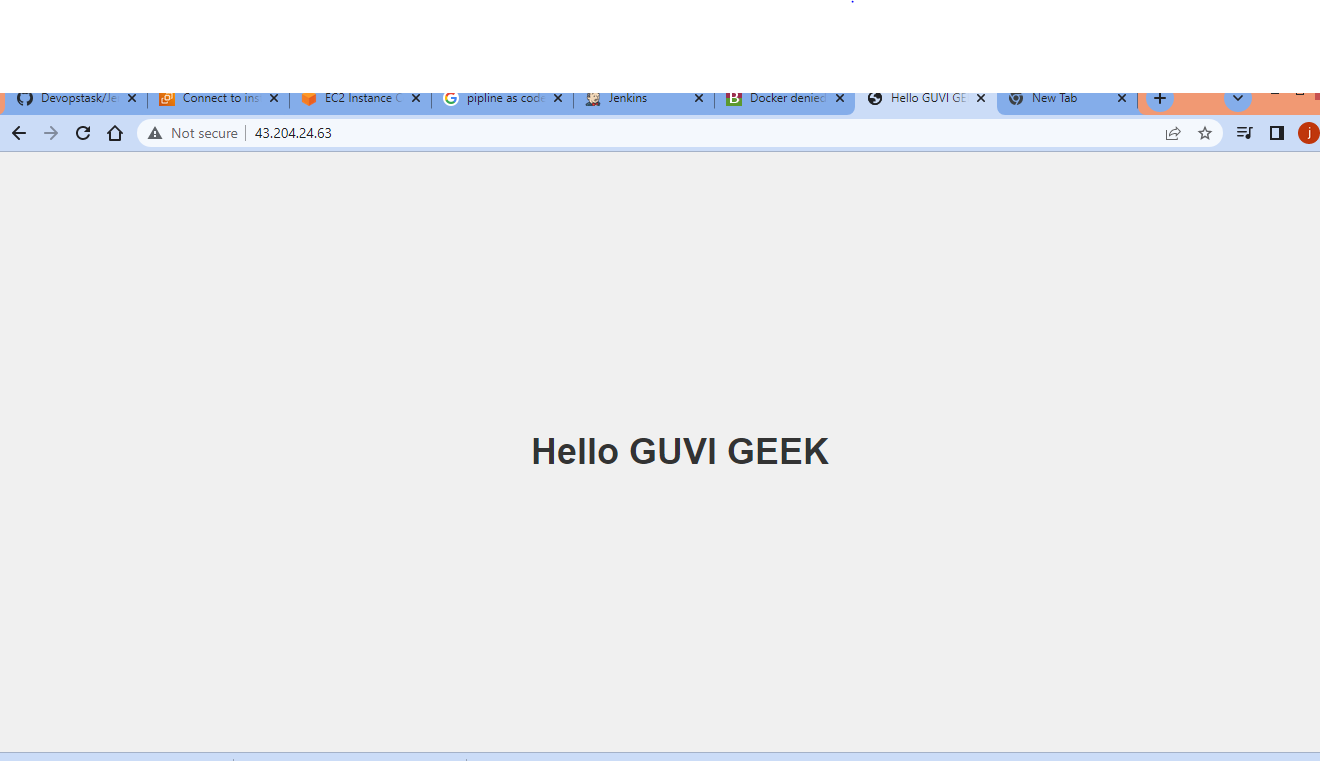 Devopstask/Je
Connect to ins
EC2 Instance C
pipline as code
Jenkins
B
Docker denied
Hello GUVI GE
New Tab
Not secure
43.204.24.63
j
Hello GUVI GEEK